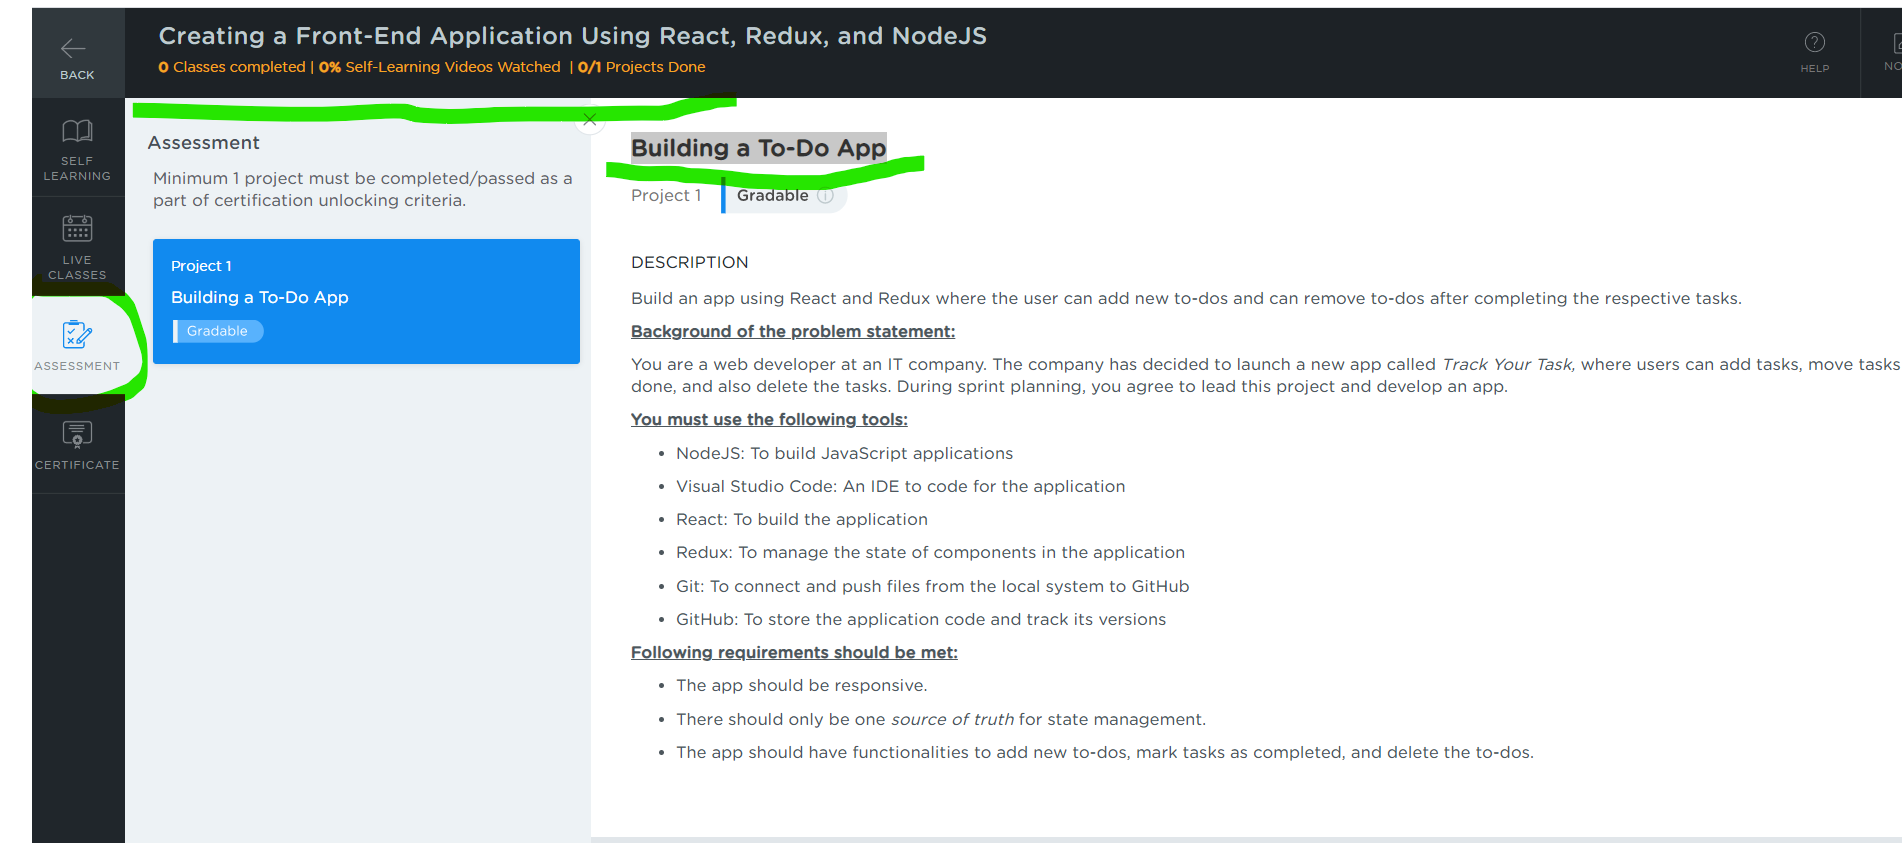 BACK
Creating a Front-End Application Using React, Redux, and NodeJS
0 Classes completed | 0% Self-Learning Videos Watched | 0/1 Projects Done
HELP
SELF
LEARNING
LIVE
CLASSES
ASSESSMENT
CERTIFICATE
Assessment
Minimum 1 project must be completed/passed as a
part of certification unlocking criteria.
Project 1
Building a To-Do App
Gradable
Building a To-Do App
Project 1 Gradable
DESCRIPTION
Build an app using React and Redux where the user can add new to-dos and can remove to-dos after completing the respective tasks.
Background of the problem statement:
You are a web developer at an IT company. The company has decided to launch a new app called Track Your Task, where users can add tasks, move tasks
done, and also delete the tasks. During sprint planning, you agree to lead this project and develop an app.
You must use the following tools:
• NodeJS: To build JavaScript applications
• Visual Studio Code: An IDE to code for the application
• React: To build the application
• Redux: To manage the state of components in the application
• Git: To connect and push files from the local system to GitHub
• GitHub: To store the application code and track its versions
Following requirements should be met:
• The app should be responsive.
• There should only be one source of truth for state management.
• The app should have functionalities to add new to-dos, mark tasks as completed, and delete the to-dos.